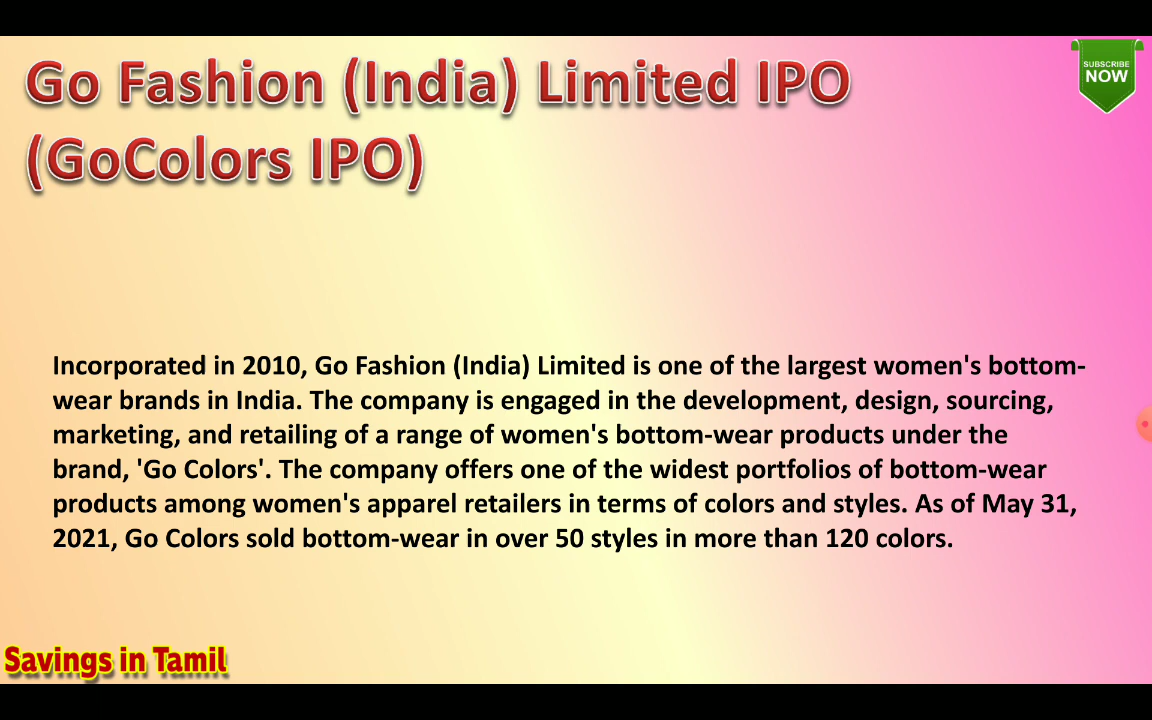 Go Fashion (India) Limited IPO
SUBSCRIBE
NOW
(GoColors IPO)
Incorporated in 2010, Go Fashion (India) Limited is one of the largest women's bottom-
wear brands in India. The company is engaged in the development, design, sourcing,
marketing, and retailing of a range of women's bottom-wear products under the
brand, 'Go Colors'. The company offers one of the widest portfolios of bottom-wear
products among women's apparel retailers in terms of colors and styles. As of May 31,
2021, Go Colors sold bottom-wear in over 50 styles in more than 120 colors.
Savings in Tamil